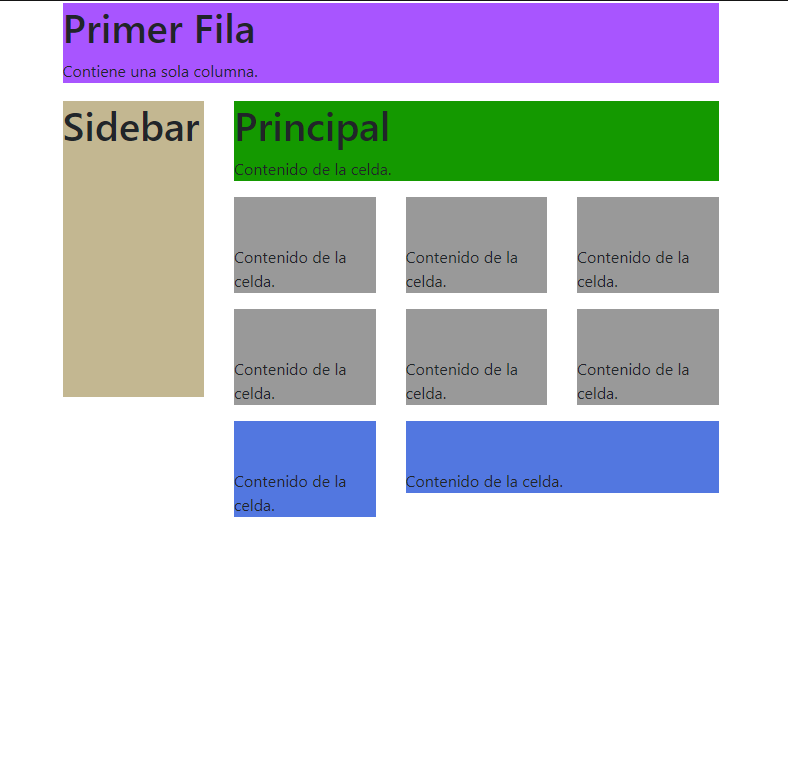 Primer Fila
Contiene una sola columna.
Sidebar
Principal
Contenido de la celda.
Contenido de la
celda.
Contenido de la
celda.
Contenido de la
celda.
Contenido de la
celda.
Contenido de la
celda.
Contenido de la
celda.
Contenido de la
celda.
Contenido de la celda.